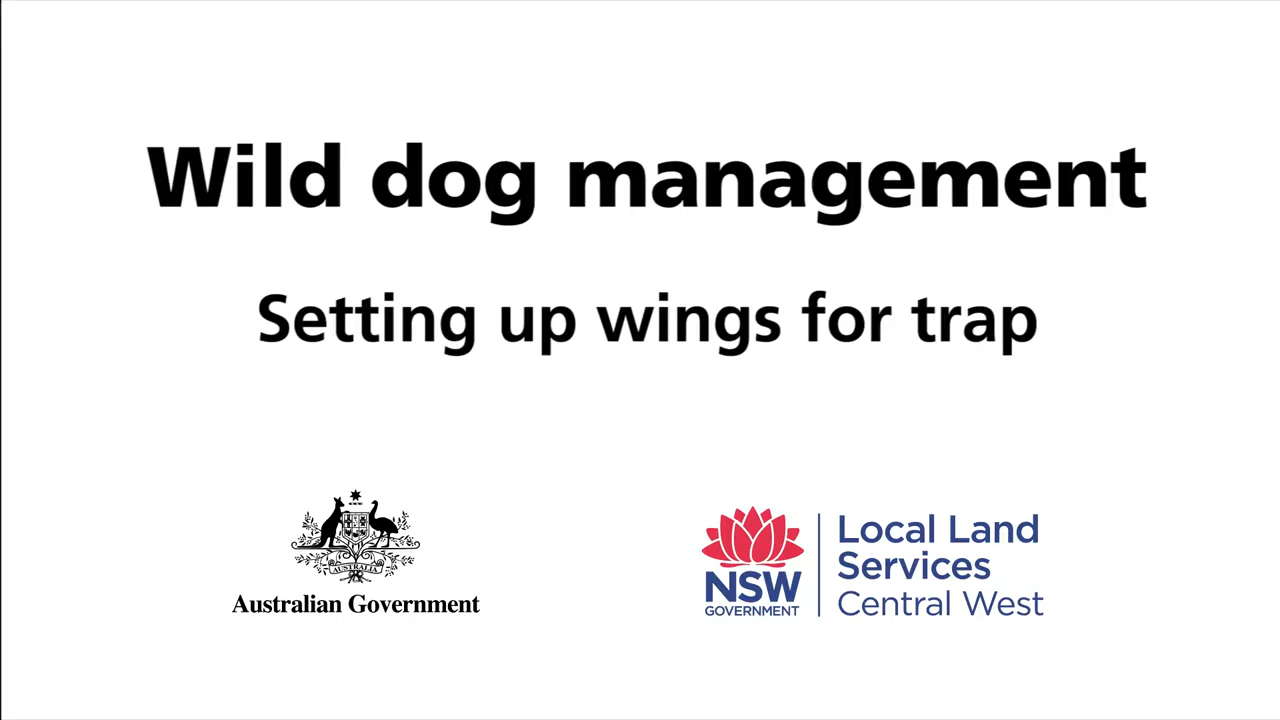 Wild dog management
Setting up wings for trap
AUSTRALIA
Australian Government
NSW
GOVERNMENT
Local Land
Services
Central West